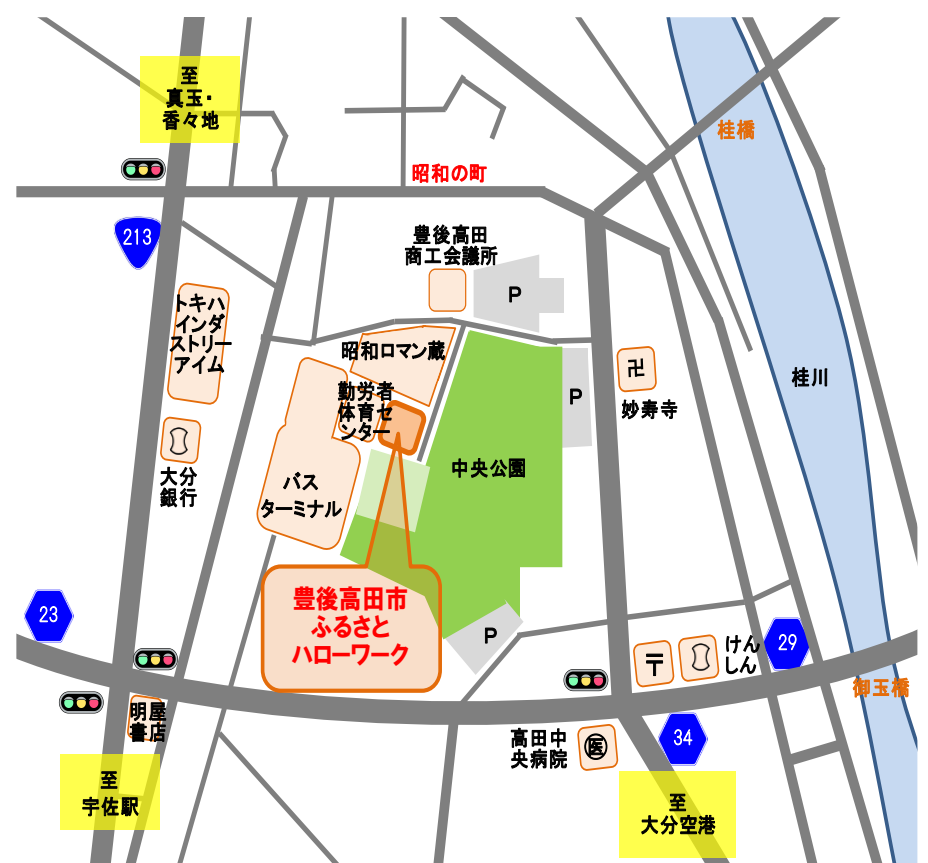 至
真玉・
香々地
桂橋
昭和の町
213
豊後高田
商工会議所
P
トキハ
インダ
ストリー
アイム
昭和ロマン蔵
卍
桂川
P
勤労者
体育セ
ンター
妙寿寺
大分
銀行
中央公園
バス
ターミナル
豊後高田市
ふるさと
ハローワーク
23
P
29
けん
しん
〒
御玉橋
明屋
書店
高田中
央病院
医
34
至
宇佐駅
至
大分空港